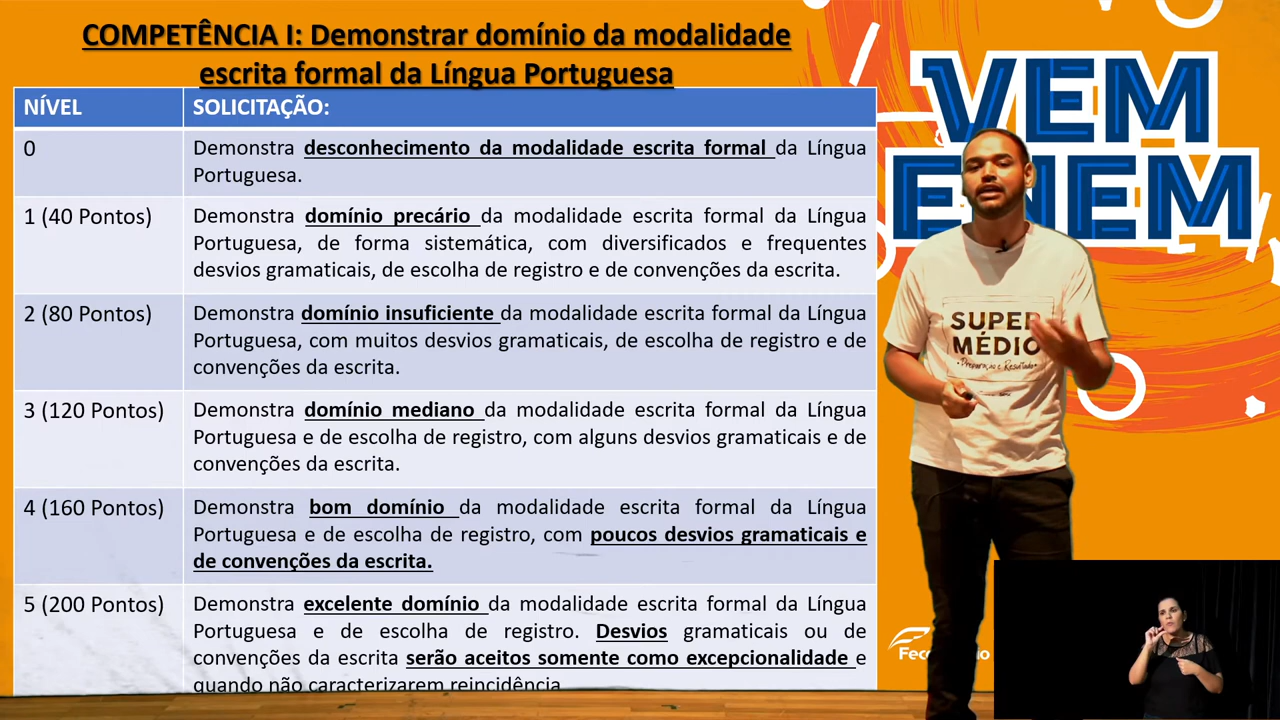 COMPETÊNCIA I: Demonstrar domínio da modalidade
escrita formal da Língua Portuguesa
NÍVEL
SOLICITAÇÃO:
0
Demonstra desconhecimento da modalidade escrita formal da Língua
Portuguesa.
1 (40 Pontos)
Demonstra domínio precário da modalidade escrita formal da Língua
Portuguesa, de forma sistemática, com diversificados e frequentes
desvios gramaticais, de escolha de registro e de convenções da escrita.
2 (80 Pontos)
Demonstra domínio insuficiente da modalidade escrita formal da Língua
Portuguesa, com muitos desvios gramaticais, de escolha de registro e de
convenções da escrita.
3 (120 Pontos)
Demonstra domínio mediano da modalidade escrita formal da Língua
Portuguesa e de escolha de registro, com alguns desvios gramaticais e de
convenções da escrita.
4 (160 Pontos)
Demonstra bom domínio da modalidade escrita formal da Língua
Portuguesa e de escolha de registro, com poucos desvios gramaticais e
de convenções da escrita.
5 (200 Pontos)
Demonstra excelente domínio da modalidade escrita formal da Língua
Portuguesa e de escolha de registro. Desvios gramaticais ou de
convenções da escrita serão aceitos somente como excepcionalidade e
quando não caracterizarem reincidência
VEM
ENEM
SUPER
MÉDIO
• Preparação e Resultado •